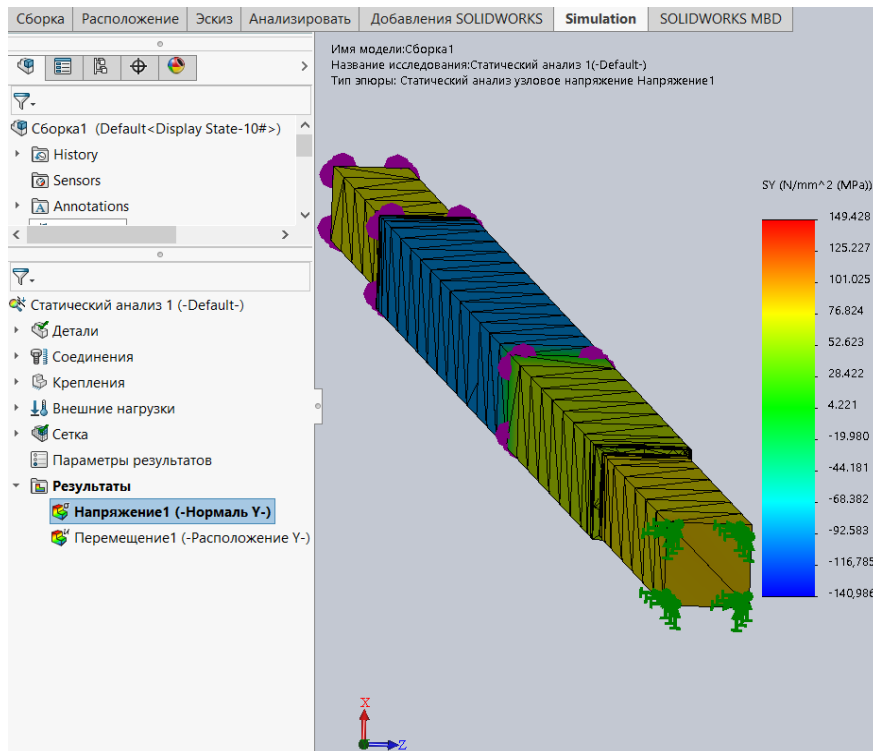 Сборка Расположение Эскиз Анализировать Добавления SOLIDWORKS Simulation SOLIDWORKS MBD
Сборка1 (Default<Display State-10#>)
History
Sensors
Annotations
Статический анализ 1 (-Default-)
Детали
Соединения
Крепления
Внешние нагрузки
Сетка
Параметры результатов
Результаты
Напряжение1 (-Нормаль Y-)
Перемещение1 (-Расположение Y-)
Имя модели:Сборка1
Название исследования:Статический анализ 1(-Default-)
Тип эпюры: Статический анализ узловое напряжение Напряжение1
SY (N/mm^2 (MPa))
149.428
125.227
101.025
76.824
52.623
28.422
4.221
-19.980
-44.181
-68.382
-92.583
-116,785
-140,986
X
Z